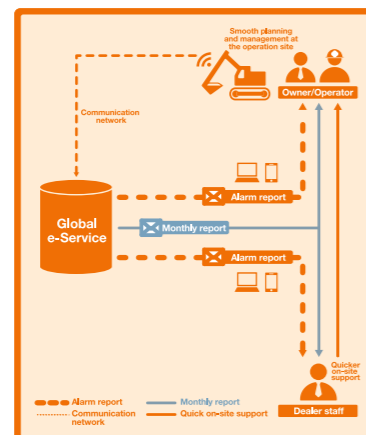 Smooth planning
and management at
the operation site
Owner/Operator
Communication
network
Alarm report
Global
e-Service
Monthly report
Alarm report
Quicker
on-site
support
Dealer staff
Alarm report
Monthly report
Communication
network
Quick on-site support